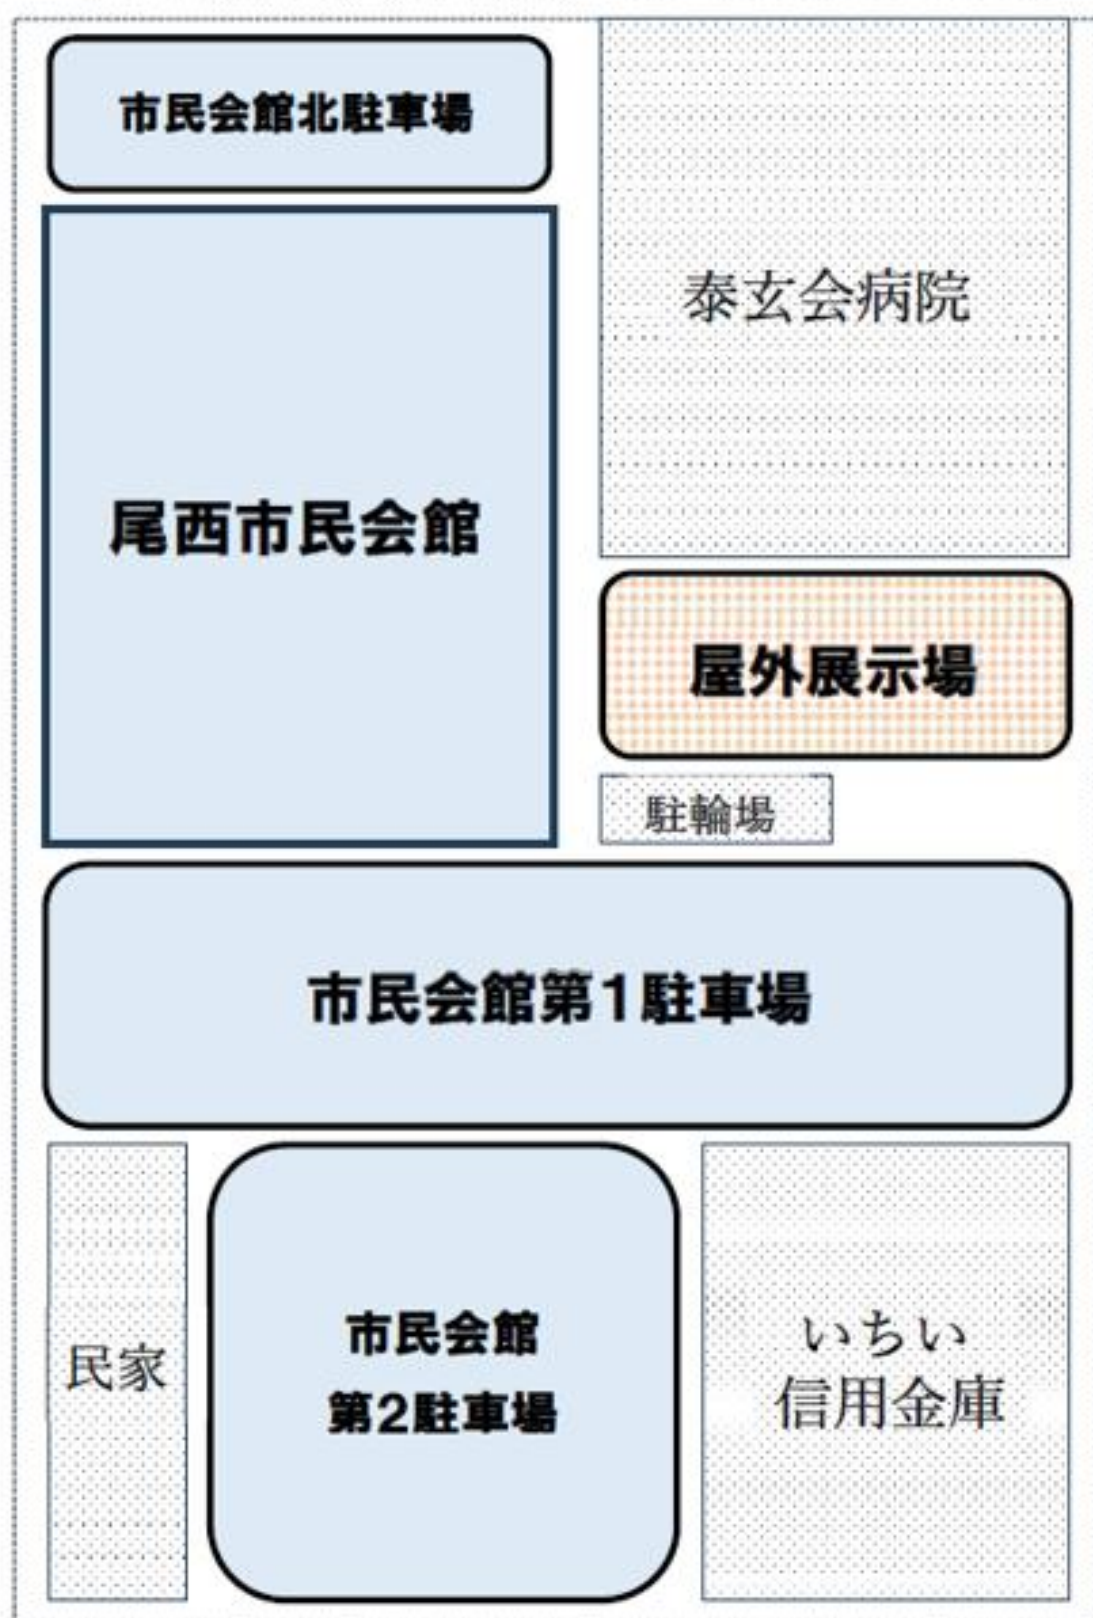 市民会館北駐車場
泰玄会病院
尾西市民会館
屋外展示場
駐輪場
市民会館第1駐車場
民家
市民会館
第2駐車場
いちい
信用金庫